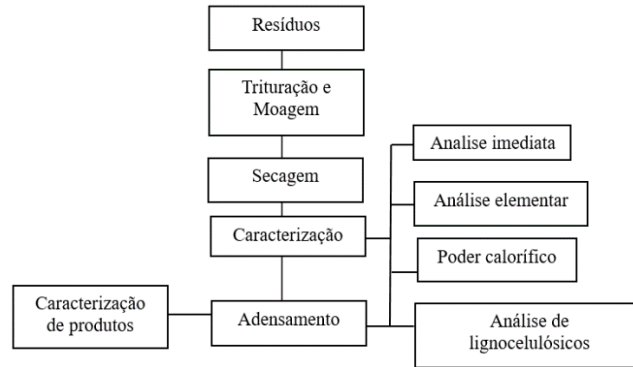 Resíduos
Trituração e
Moagem
Secagem
Caracterização
Adensamento
Caracterização
de produtos
Analise imediata
Análise elementar
Poder calorífico
Análise de
lignocelulósicos